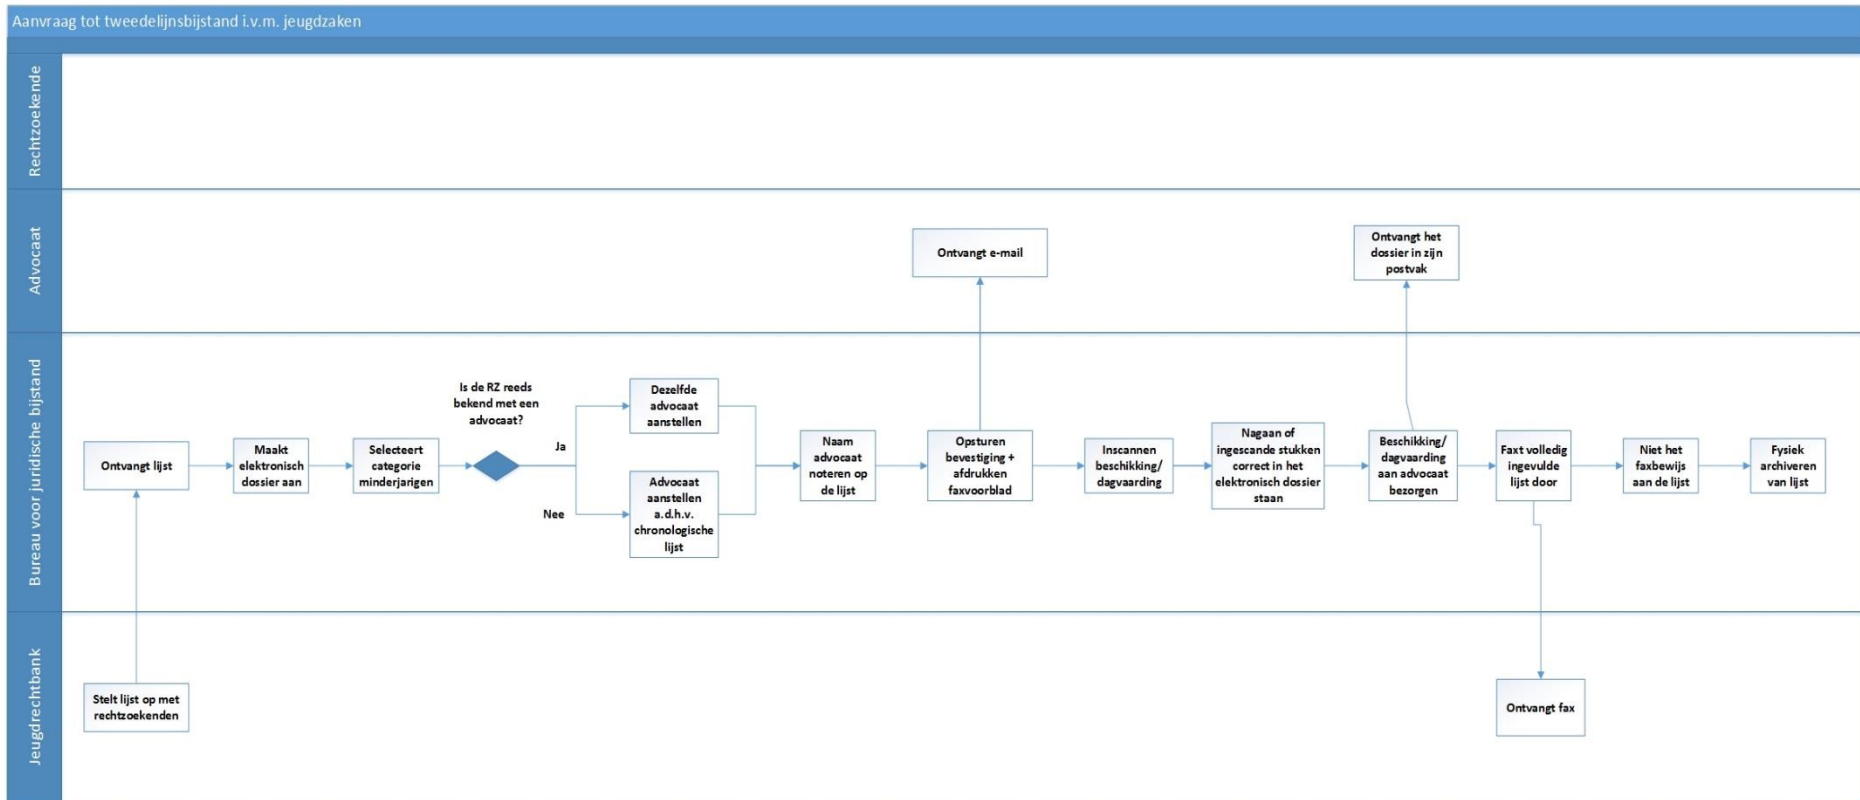 Aanvraag tot tweedelijnsbijstand i.v.m. jeugdzaken
Rechtzoekende
Advocaat
Ontvangt e-mail
Ontvangt het
dossier in zijn
postvak
Bureau voor juridische bijstand
Ontvangt lijst
Maakt
elektronisch
dossier aan
Selecteert
categorie
minderjarigen
Is de RZ reeds
bekend met een
advocaat?
Ja
Nee
Dezelfde
advocaat
aanstellen
Advocaat
aanstellen
a.d.h.v.
chronologische
lijst
Naam
advocaat
noteren op
de lijst
Opsturen
bevestiging +
afdrukken
faxvoorblad
Inscannen
beschikking/
dagvaarding
Nagaan of
ingescande stukken
correct in het
elektronisch dossier
staan
Beschikking/
dagvaarding
aan advocaat
bezorgen
Faxt volledig
ingevulde
lijst door
Niet het
faxbewijs
aan de lijst
Fysiek
archiveren
van lijst
Jeugdrechtbank
Stelt lijst op met
rechtzoekenden
Ontvangt fax